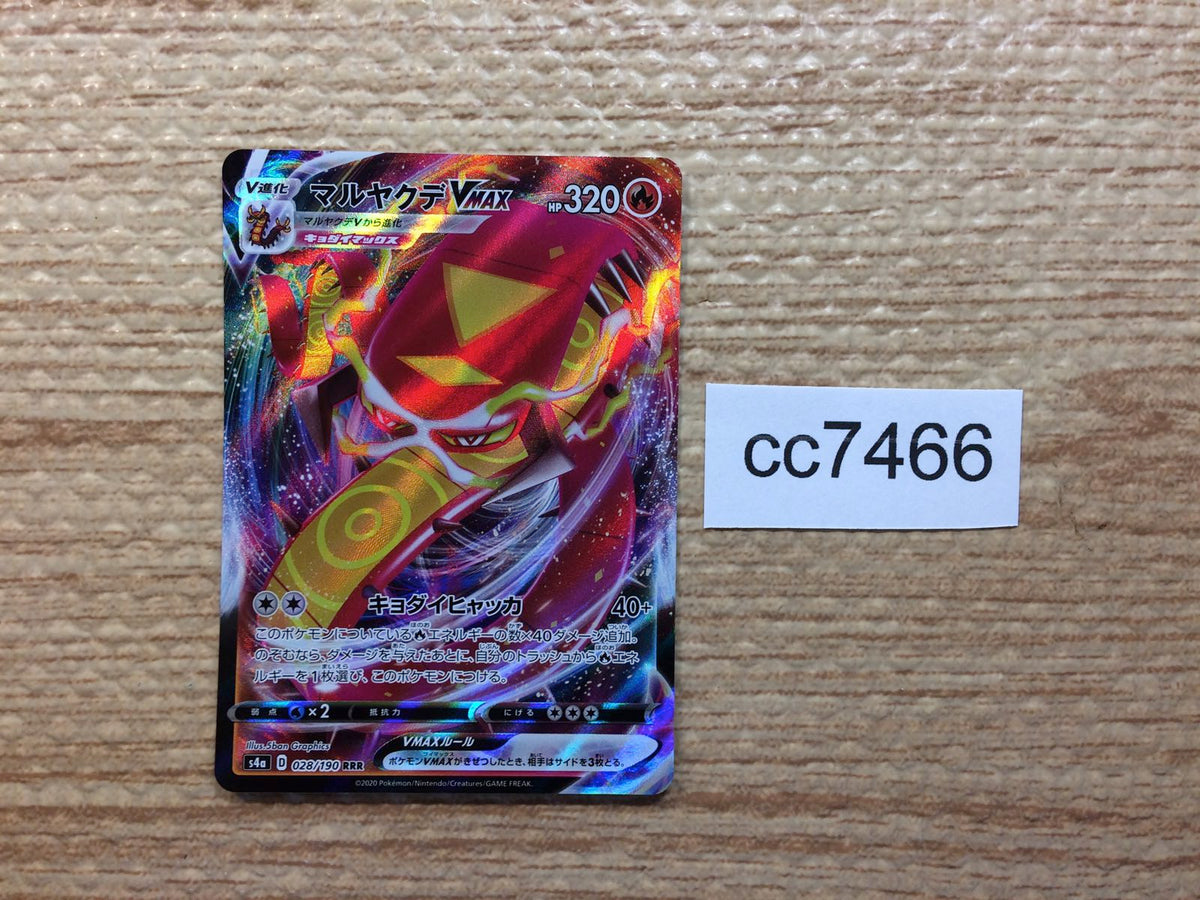 V進化
マルヤクデVMAX
HP320
マルヤクデVから進化
キョダイマックス
キョダイヒャッカ 40+
このポケモンについている エネルギーの数×40ダメージ追加。
のぞむなら、ダメージを与えたあとに、自分のトラッシュから エネ
ルギーを1枚選び、このポケモンにつける。
弱点 ×2 抵抗力 にげる
Illus.5ban Graphics
VMAXルール
ポケモンVMAXがきぜつしたとき、相手はサイドを3枚とる。
s4a D 028/190 RRR
©2020 Pokémon/Nintendo/Creatures/GAME FREAK.
cc7466